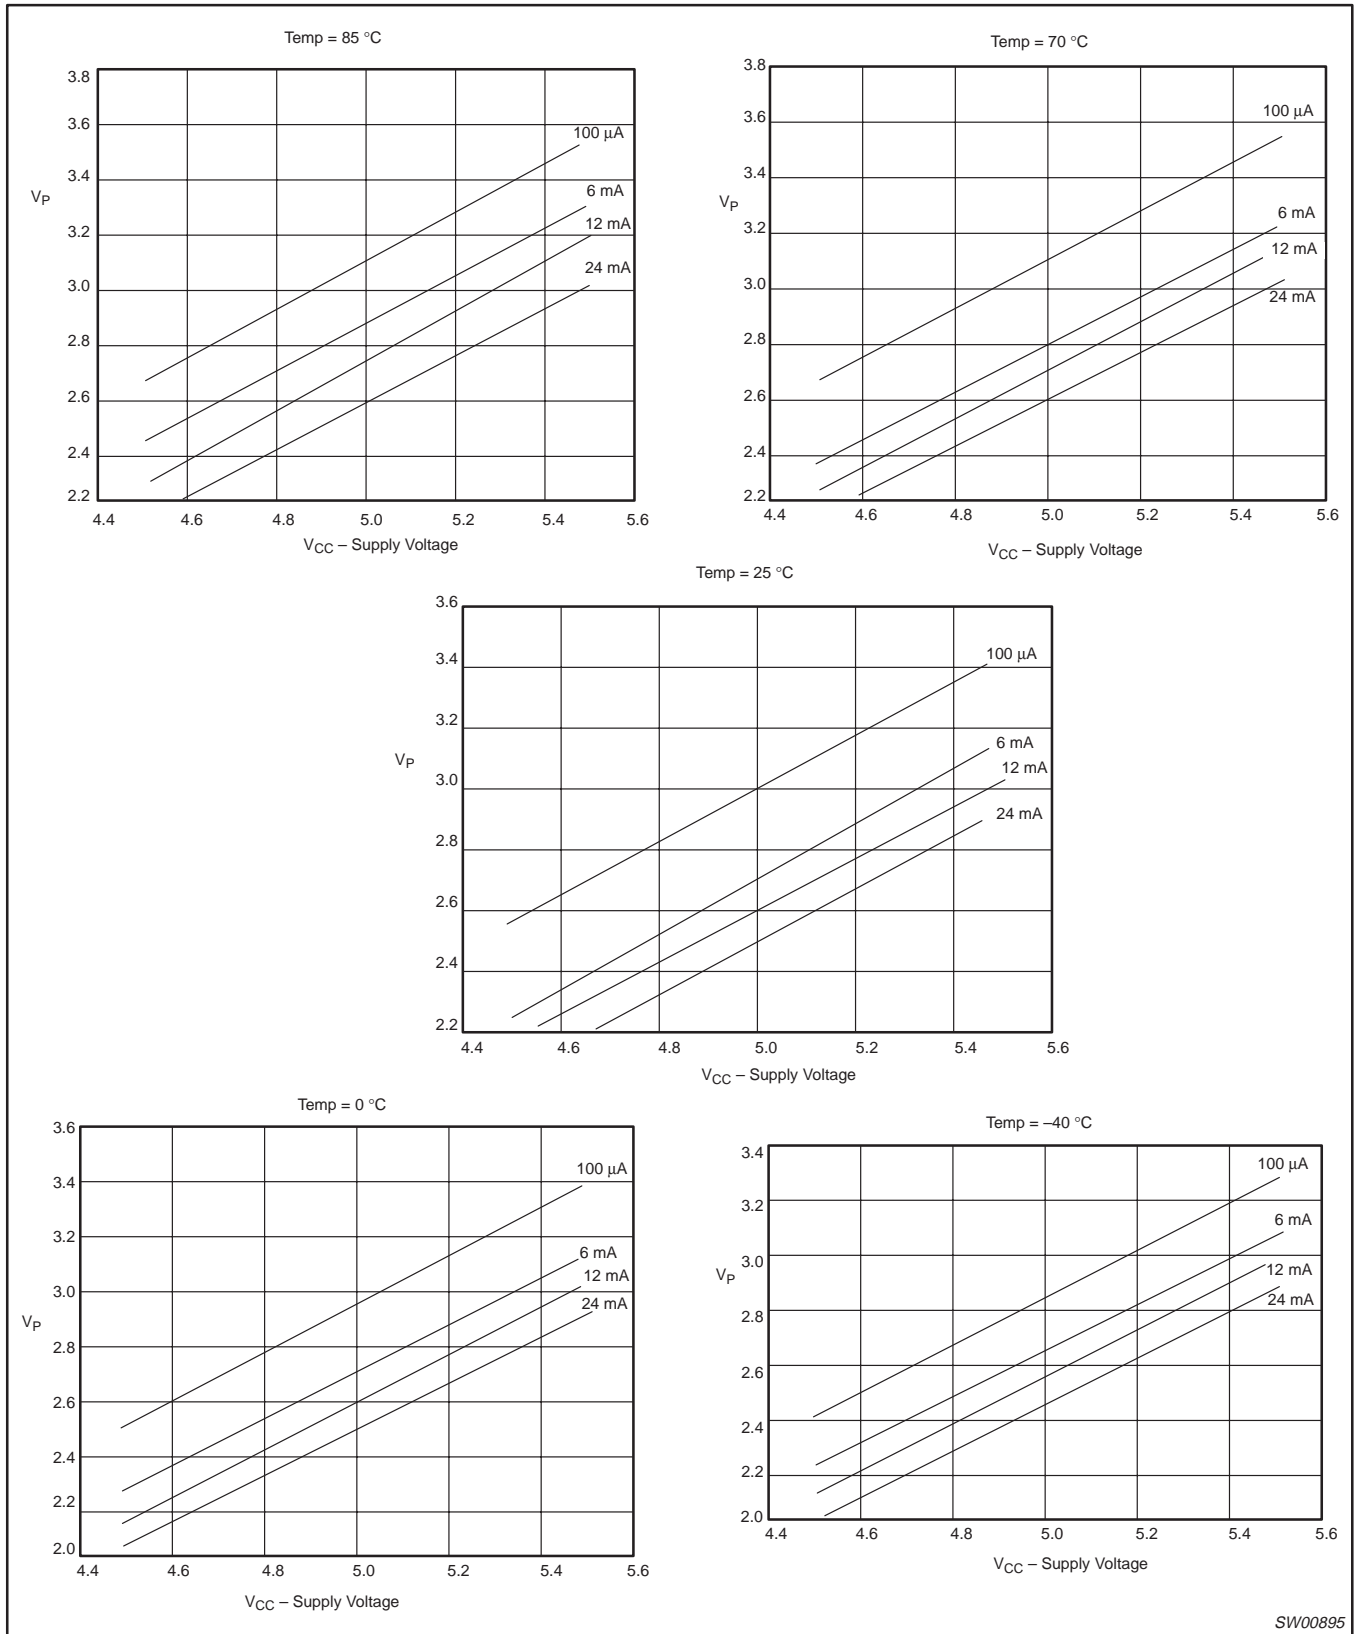 Temp = 85 °C
3.8
3.6
3.4
3.2
3.0
2.8
2.6
2.4
2.2
V_P
100 µA
6 mA
12 mA
24 mA
4.4 4.6 4.8 5.0 5.2 5.4 5.6
V_CC – Supply Voltage
Temp = 70 °C
3.8
3.6
3.4
3.2
3.0
2.8
2.6
2.4
2.2
V_P
100 µA
6 mA
12 mA
24 mA
4.4 4.6 4.8 5.0 5.2 5.4 5.6
V_CC – Supply Voltage
Temp = 25 °C
3.6
3.4
3.2
3.0
2.8
2.6
2.4
2.2
V_P
100 µA
6 mA
12 mA
24 mA
4.4 4.6 4.8 5.0 5.2 5.4 5.6
V_CC – Supply Voltage
Temp = 0 °C
3.6
3.4
3.2
3.0
2.8
2.6
2.4
2.2
2.0
V_P
100 µA
6 mA
12 mA
24 mA
4.4 4.6 4.8 5.0 5.2 5.4 5.6
V_CC – Supply Voltage
Temp = –40 °C
3.4
3.2
3.0
2.8
2.6
2.4
2.2
2.0
V_P
100 µA
6 mA
12 mA
24 mA
4.4 4.6 4.8 5.0 5.2 5.4 5.6
V_CC – Supply Voltage
SW00895